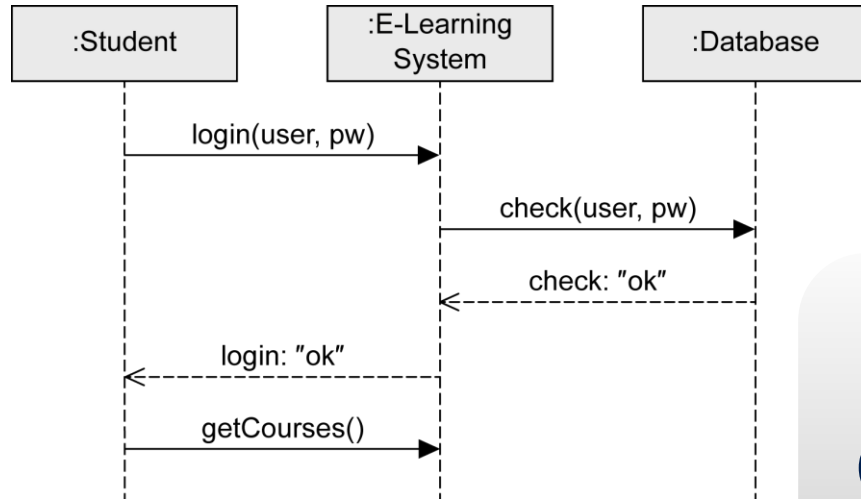 :Student
:E-Learning
System
:Database
login(user, pw)
check(user, pw)
check: "ok"
login: "ok"
getCourses()